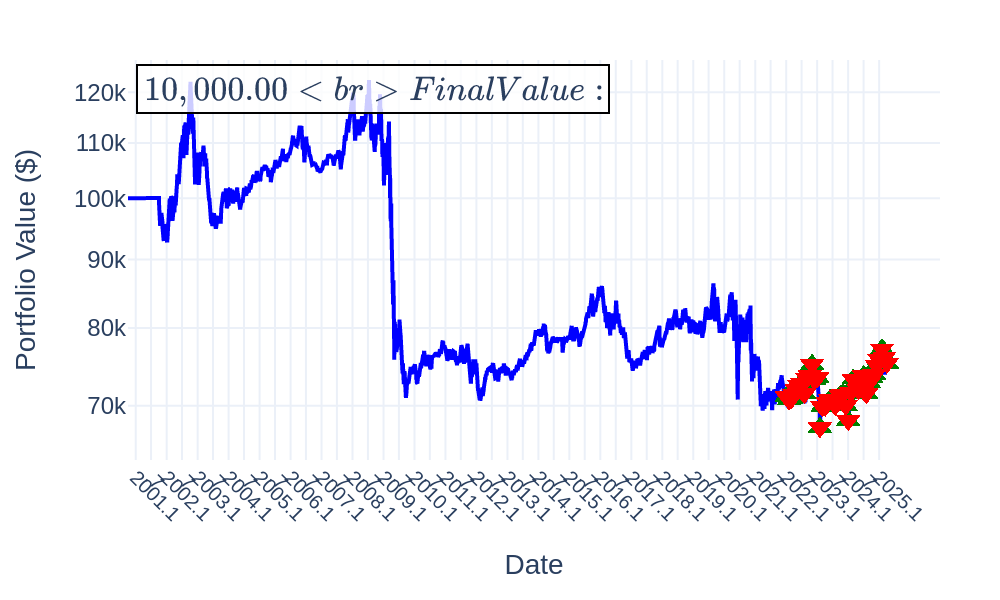 10,000.00 < br > FinalValue :
120k
110k
100k
90k
80k
70k
Portfolio Value ($)
2001.1
2002.1
2003.1
2004.1
2005.1
2006.1
2007.1
2008.1
2009.1
2010.1
2011.1
2012.1
2013.1
2014.1
2015.1
2016.1
2017.1
2018.1
2019.1
2020.1
2021.1
2022.1
2023.1
2024.1
2025.1
Date